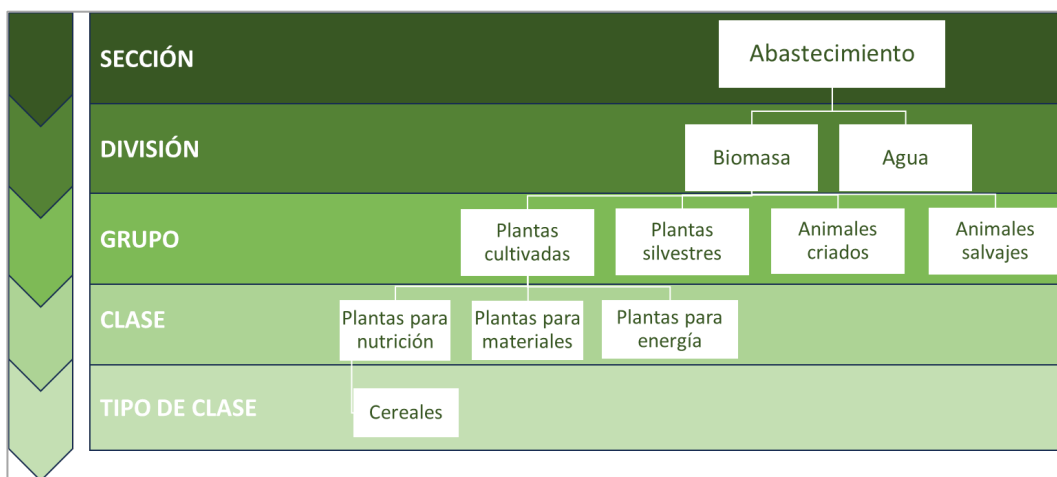 SECCIÓN
Abastecimiento
DIVISIÓN
Biomasa
Agua
GRUPO
Plantas
cultivadas
Plantas
silvestres
Animales
criados
Animales
salvajes
CLASE
Plantas para
nutrición
Plantas para
materiales
Plantas para
energía
TIPO DE CLASE
Cereales